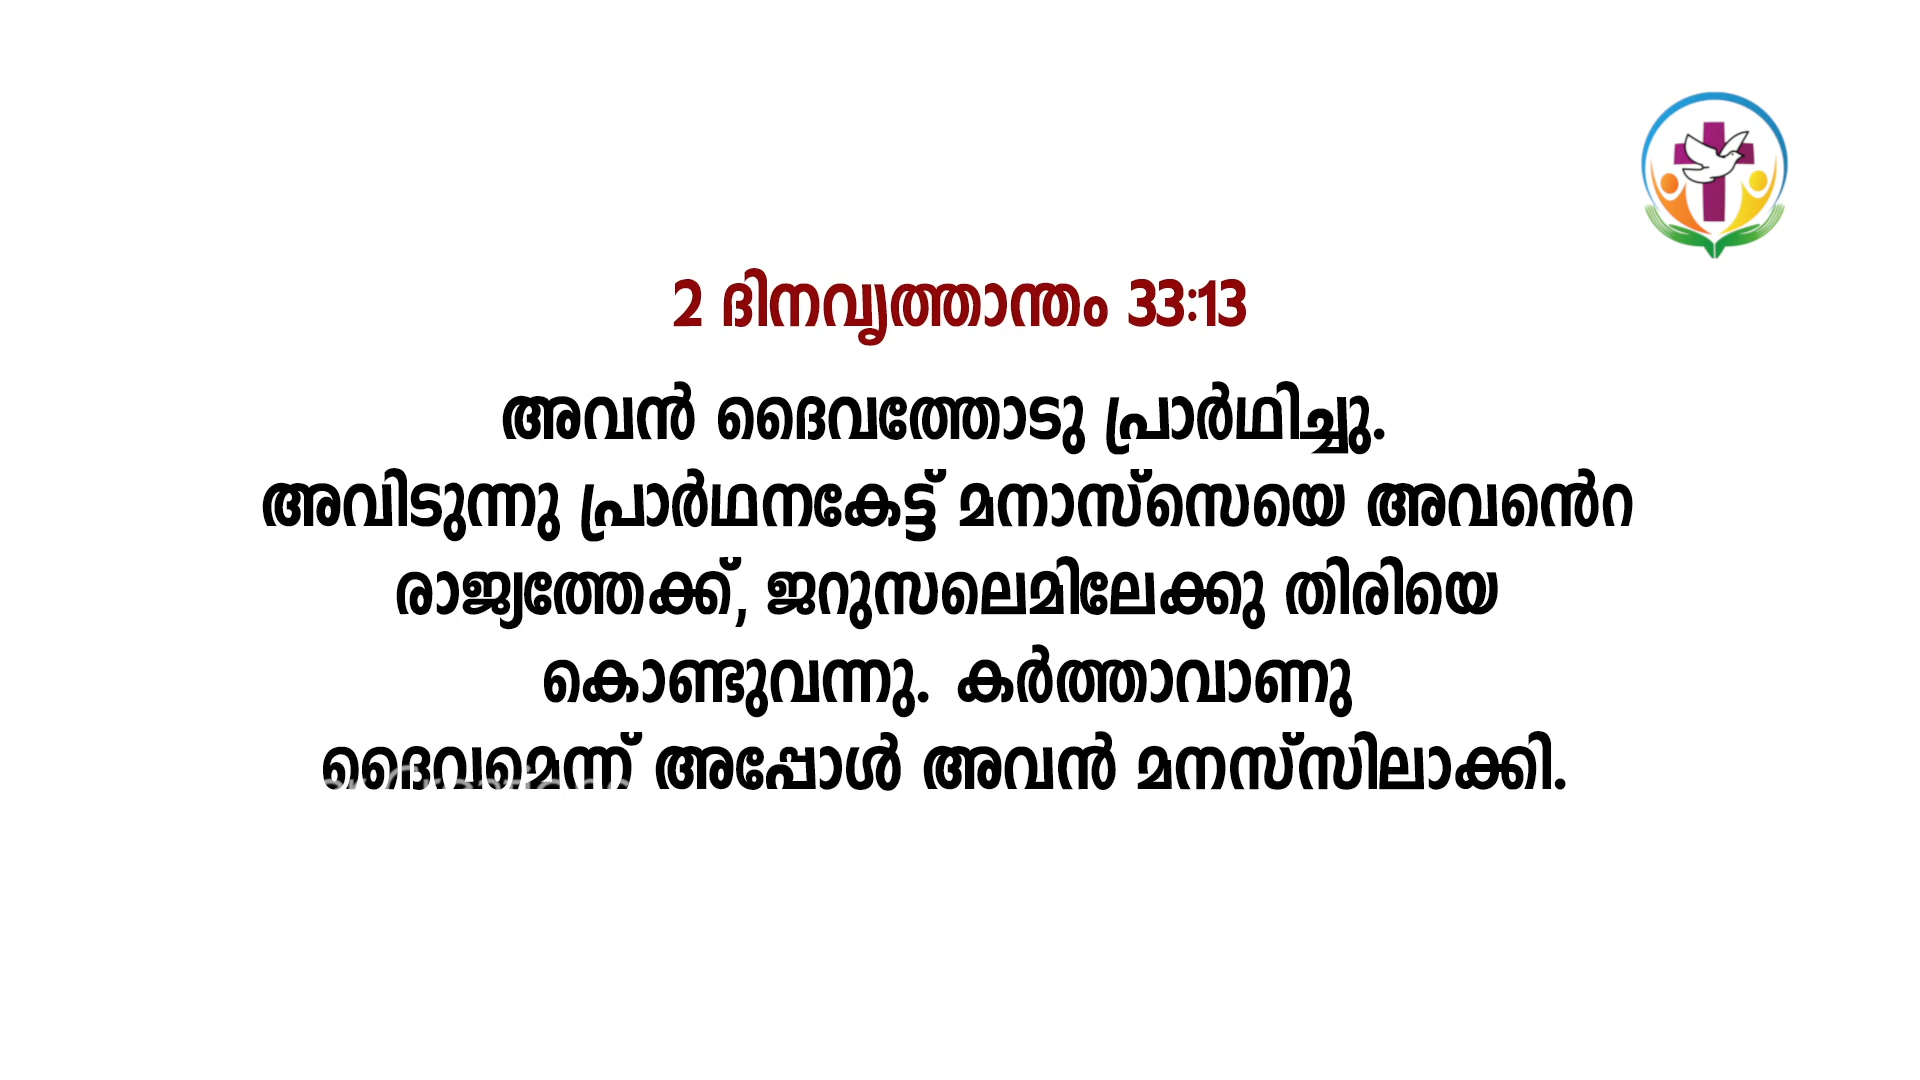 2 ദിനവൃത്താന്തം 33:13
അവൻ ദൈവത്തോടു പ്രാർഥിച്ചു.
അവിടുന്നു പ്രാർഥനകേട്ട് മനാസ്സെയെ അവൻെറ
രാജ്യത്തേക്ക്, ജറുസലെമിലേക്കു തിരിയെ
കൊണ്ടുവന്നു. കർത്താവാണു
ദൈവമെന്ന് അപ്പോൾ അവൻ മനസ്സിലാക്കി.